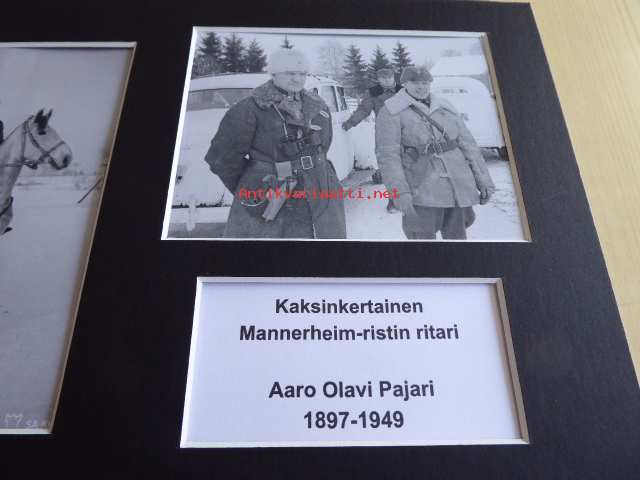 Antikvariaatti.net
Kaksinkertainen
Mannerheim-ristin ritari
Aaro Olavi Pajari
1897-1949